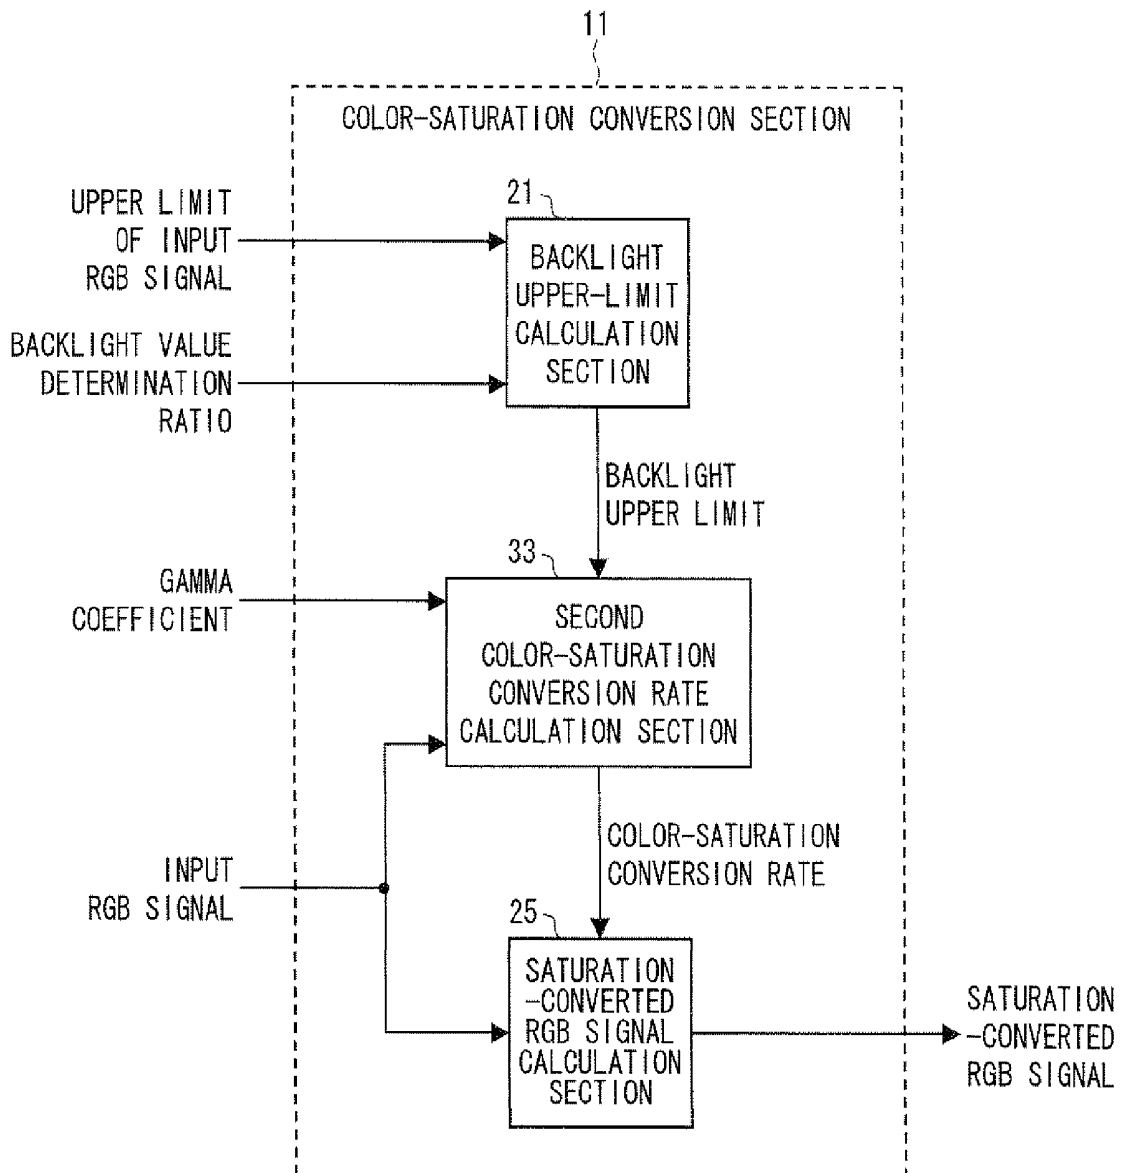 11
COLOR-SATURATION CONVERSION SECTION
UPPER LIMIT
OF INPUT
RGB SIGNAL
21
BACKLIGHT
UPPER-LIMIT
CALCULATION
SECTION
BACKLIGHT VALUE
DETERMINATION
RATIO
BACKLIGHT
UPPER LIMIT
33
GAMMA
COEFFICIENT
SECOND
COLOR-SATURATION
CONVERSION RATE
CALCULATION SECTION
COLOR-SATURATION
CONVERSION RATE
INPUT
RGB SIGNAL
25
SATURATION
-CONVERTED
RGB SIGNAL
CALCULATION
SECTION
SATURATION
-CONVERTED
RGB SIGNAL